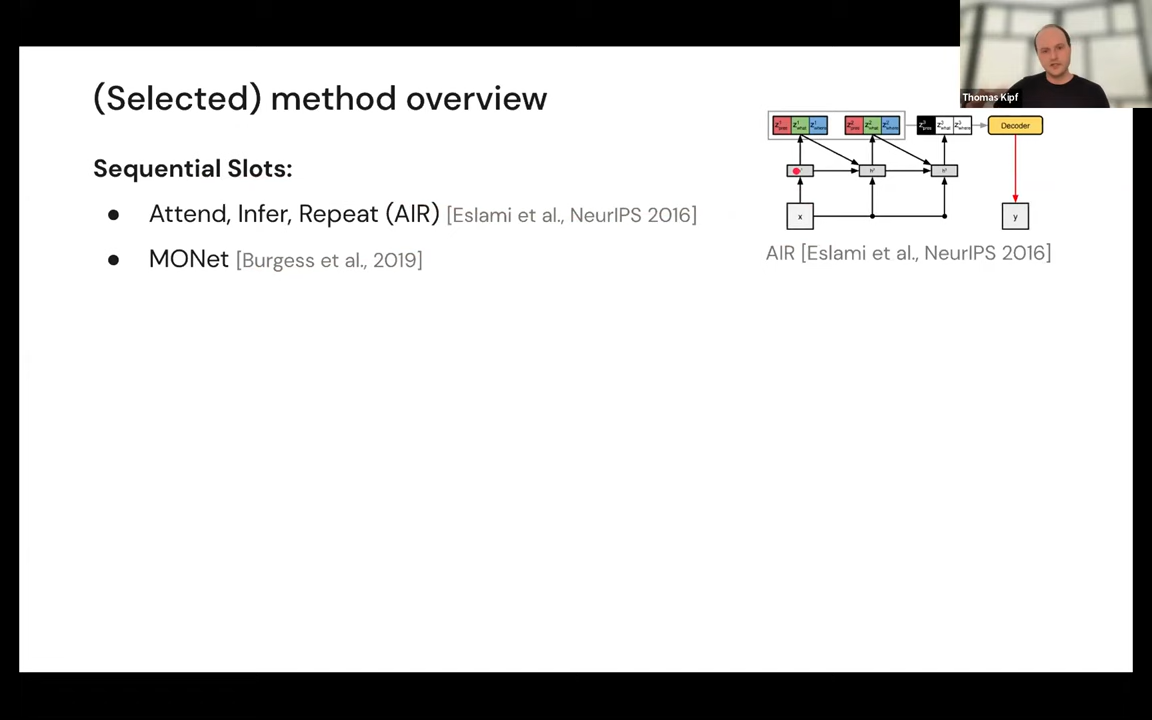 Thomas Kipf
(Selected) method overview
Sequential Slots:
● Attend, Infer, Repeat (AIR) [Eslami et al., NeurIPS 2016]
● MONet [Burgess et al., 2019]
Decoder
x
y
AIR [Eslami et al., NeurIPS 2016]